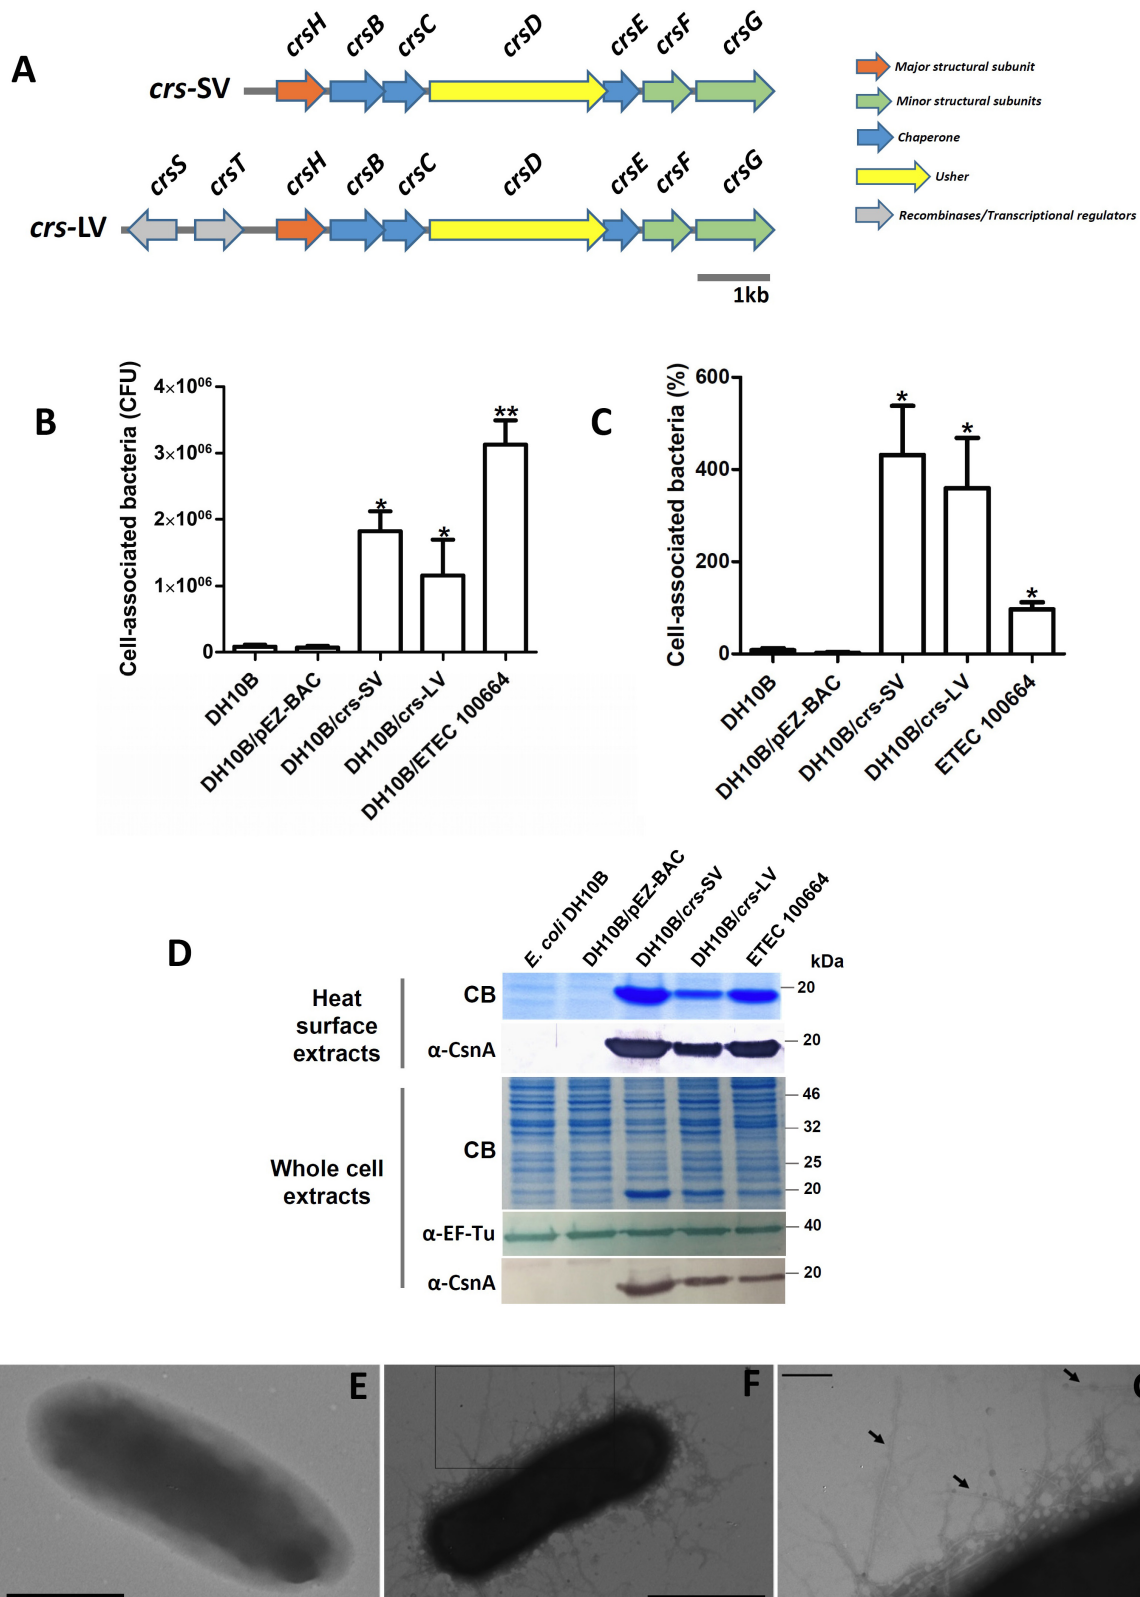 A
crsH crsB crsC crsD crsE crsF crsG
crs-SV
crsS crsT crsH crsB crsC crsD crsE crsF crsG
crs-LV
1kb
Major structural subunit
Minor structural subunits
Chaperone
Usher
Recombinases/Transcriptional regulators
B
Cell-associated bacteria (CFU)
4×10⁰⁶
3×10⁰⁶
2×10⁰⁶
1×10⁰⁶
0
* * **
DH10B
DH10B/pEZ-BAC
DH10B/crs-SV
DH10B/crs-LV
DH10B/ETEC 100664
C
Cell-associated bacteria (%)
600
400
200
0
* * *
DH10B
DH10B/pEZ-BAC
DH10B/crs-SV
DH10B/crs-LV
ETEC 100664
D
E. coli DH10B
DH10B/pEZ-BAC
DH10B/crs-SV
DH10B/crs-LV
ETEC 100664
kDa
Heat
surface
extracts
CB
20
α-CsnA
20
Whole cell
extracts
CB
46
32
25
20
α-EF-Tu
40
α-CsnA
20
E
F